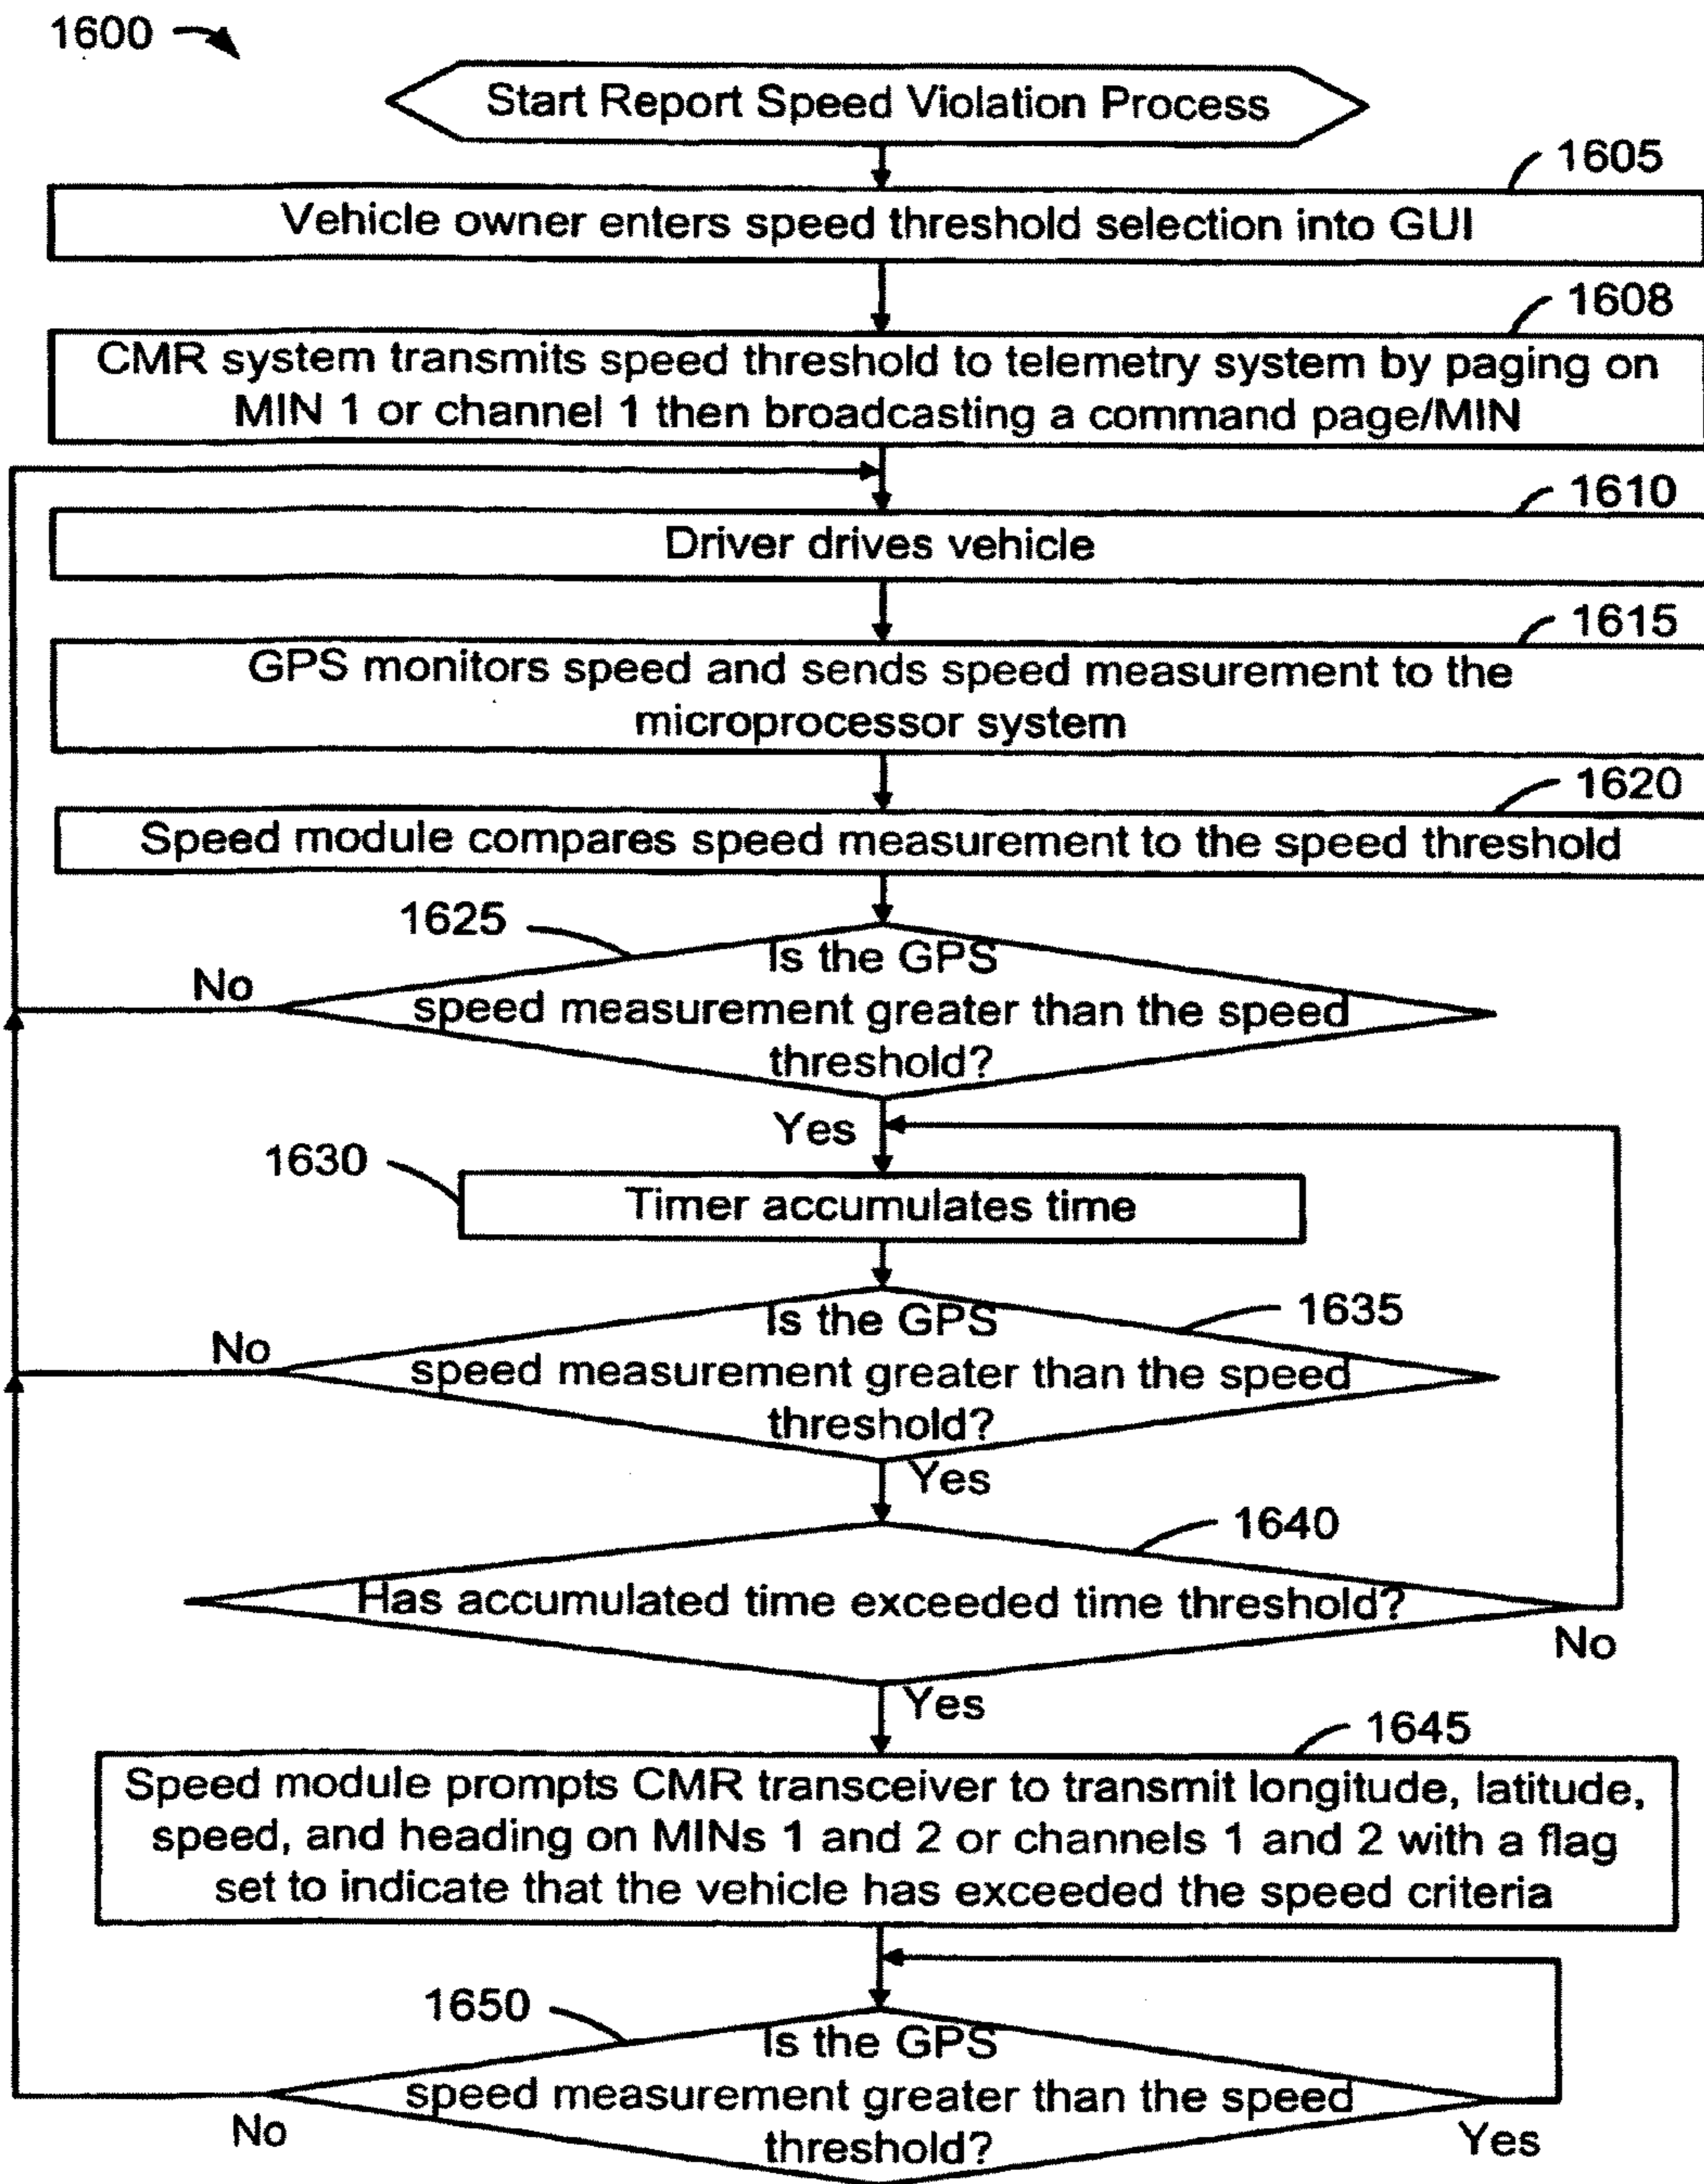 1600
Start Report Speed Violation Process
1605
Vehicle owner enters speed threshold selection into GUI
1608
CMR system transmits speed threshold to telemetry system by paging on
MIN 1 or channel 1 then broadcasting a command page/MIN
1610
Driver drives vehicle
1615
GPS monitors speed and sends speed measurement to the
microprocessor system
1620
Speed module compares speed measurement to the speed threshold
1625
Is the GPS
No
speed measurement greater than the speed
threshold?
Yes
1630
Timer accumulates time
1635
Is the GPS
No
speed measurement greater than the speed
threshold?
Yes
1640
Has accumulated time exceeded time threshold?
No
Yes
1645
Speed module prompts CMR transceiver to transmit longitude, latitude,
speed, and heading on MINs 1 and 2 or channels 1 and 2 with a flag
set to indicate that the vehicle has exceeded the speed criteria
1650
Is the GPS
speed measurement greater than the speed
No
threshold?
Yes